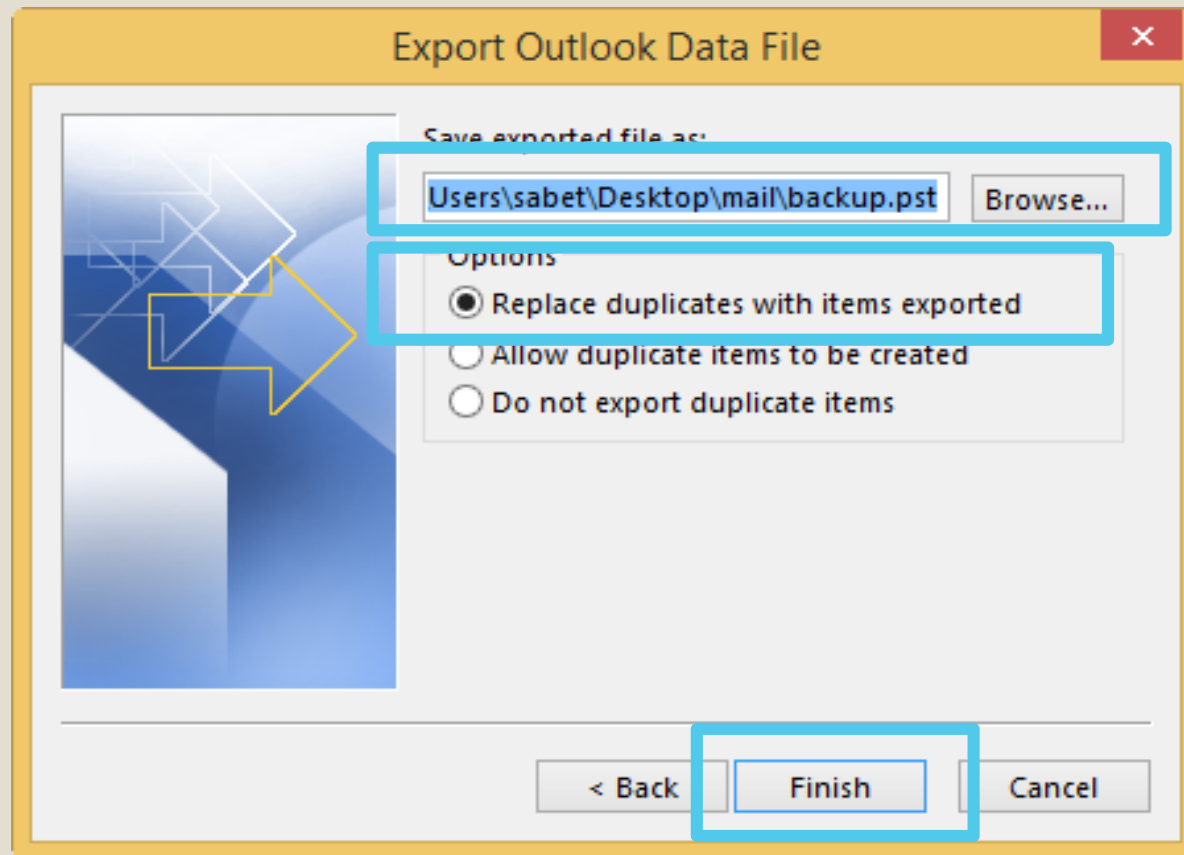 Export Outlook Data File
Save exported file as:
Users\sabet\Desktop\mail\backup.pst
Browse...
Options
Replace duplicates with items exported
Allow duplicate items to be created
Do not export duplicate items
< Back
Finish
Cancel